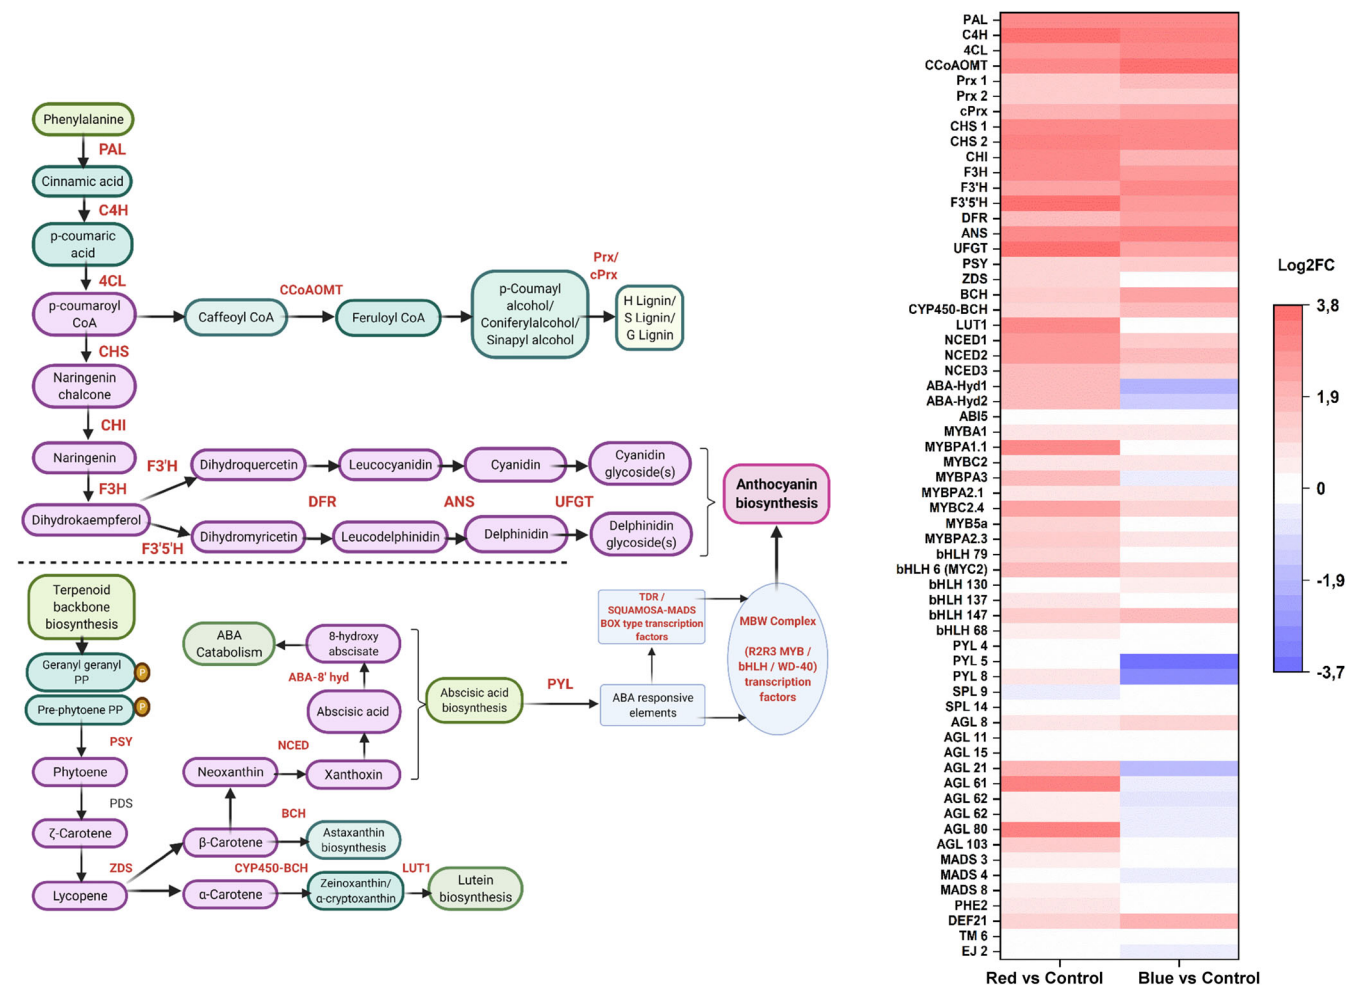 Phenylalanine
PAL
Cinnamic acid
C4H
p-coumaric
acid
4CL
p-coumaroyl
CoA
CCoAOMT
Caffeoyl CoA
Feruloyl CoA
p-Coumayl
alcohol/
Coniferylalcohol/
Sinapyl alcohol
Prx/
cPrx
H Lignin/
S Lignin/
G Lignin
CHS
Naringenin
chalcone
CHI
Naringenin
F3H
Dihydrokaempferol
F3'H
Dihydroquercetin
Leucocyanidin
Cyanidin
Cyanidin
glycoside(s)
DFR
ANS
UFGT
F3'5'H
Dihydromyricetin
Leucodelphinidin
Delphinidin
Delphinidin
glycoside(s)
Anthocyanin
biosynthesis
Terpenoid
backbone
biosynthesis
Geranyl geranyl
PP
P
Pre-phytoene PP
P
PSY
Phytoene
PDS
ζ-Carotene
ZDS
Lycopene
ABA
Catabolism
8-hydroxy
abscisate
ABA-8' hyd
Abscisic acid
NCED
Neoxanthin
Xanthoxin
BCH
β-Carotene
Astaxanthin
biosynthesis
CYP450-BCH
α-Carotene
Zeinoxanthin/
α-cryptoxanthin
LUT1
Lutein
biosynthesis
Abscisic acid
biosynthesis
PYL
TDR /
SQUAMOSA-MADS
BOX type transcription
factors
ABA responsive
elements
MBW Complex
(R2R3 MYB /
bHLH / WD-40)
transcription
factors
PAL
C4H
4CL
CCoAOMT
Prx 1
Prx 2
cPrx
CHS 1
CHS 2
CHI
F3H
F3'H
F3'5'H
DFR
ANS
UFGT
PSY
ZDS
BCH
CYP450-BCH
LUT1
NCED1
NCED2
NCED3
ABA-Hyd1
ABA-Hyd2
ABI5
MYBA1
MYBPA1.1
MYBC2
MYBPA3
MYBPA2.1
MYBC2.4
MYB5a
MYBPA2.3
bHLH 79
bHLH 6 (MYC2)
bHLH 130
bHLH 137
bHLH 147
bHLH 68
PYL 4
PYL 5
PYL 8
SPL 9
SPL 14
AGL 8
AGL 11
AGL 15
AGL 21
AGL 61
AGL 62
AGL 62
AGL 80
AGL 103
MADS 3
MADS 4
MADS 8
PHE2
DEF21
TM 6
EJ 2
Red vs Control
Blue vs Control
Log2FC
3,8
1,9
0
-1,9
-3,7